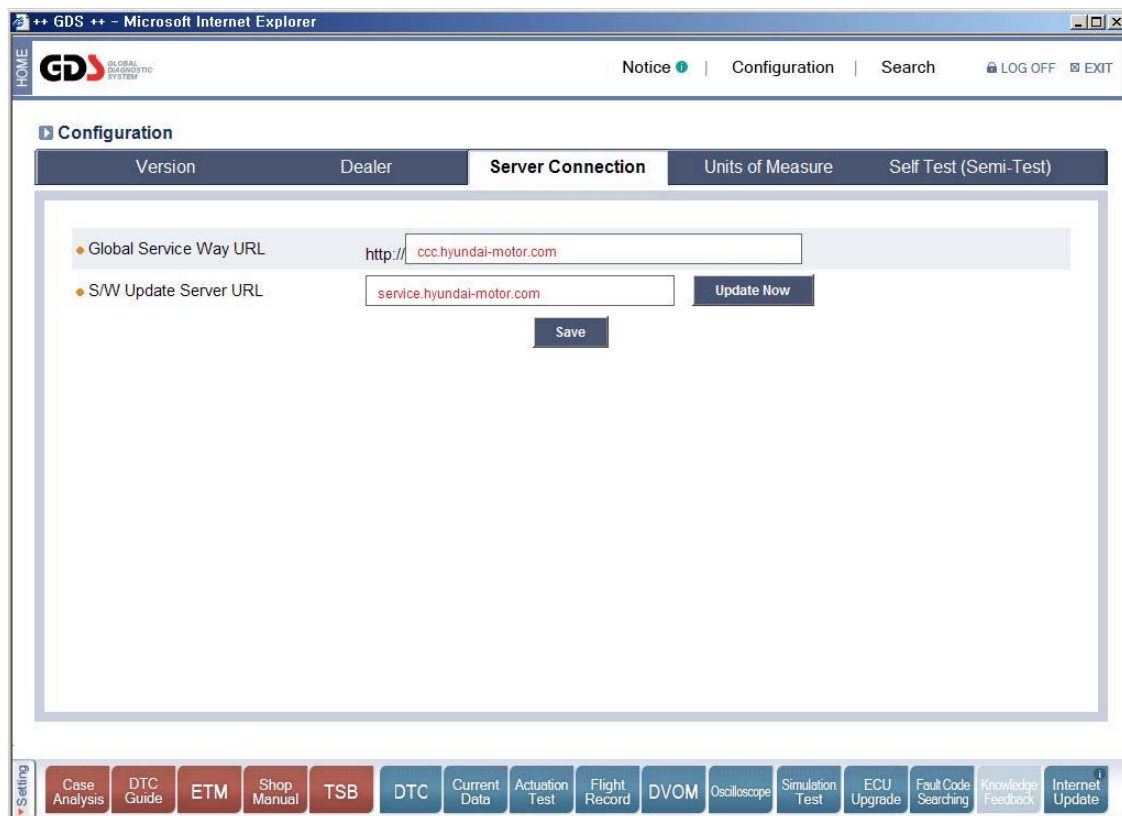 ++ GDS ++ - Microsoft Internet Explorer
HOME
GDS GLOBAL DIAGNOSTIC SYSTEM
Notice | Configuration | Search LOG OFF EXIT
Configuration
Version Dealer Server Connection Units of Measure Self Test (Semi-Test)
Global Service Way URL http:// ccc.hyundai-motor.com
S/W Update Server URL service.hyundai-motor.com Update Now
Save
Setting
Case Analysis
DTC Guide
ETM
Shop Manual
TSB
DTC
Current Data
Actuation Test
Flight Record
DVOM
Oscilloscope
Simulation Test
ECU Upgrade
Fault Code Searching
Knowledge Feedback
Internet Update